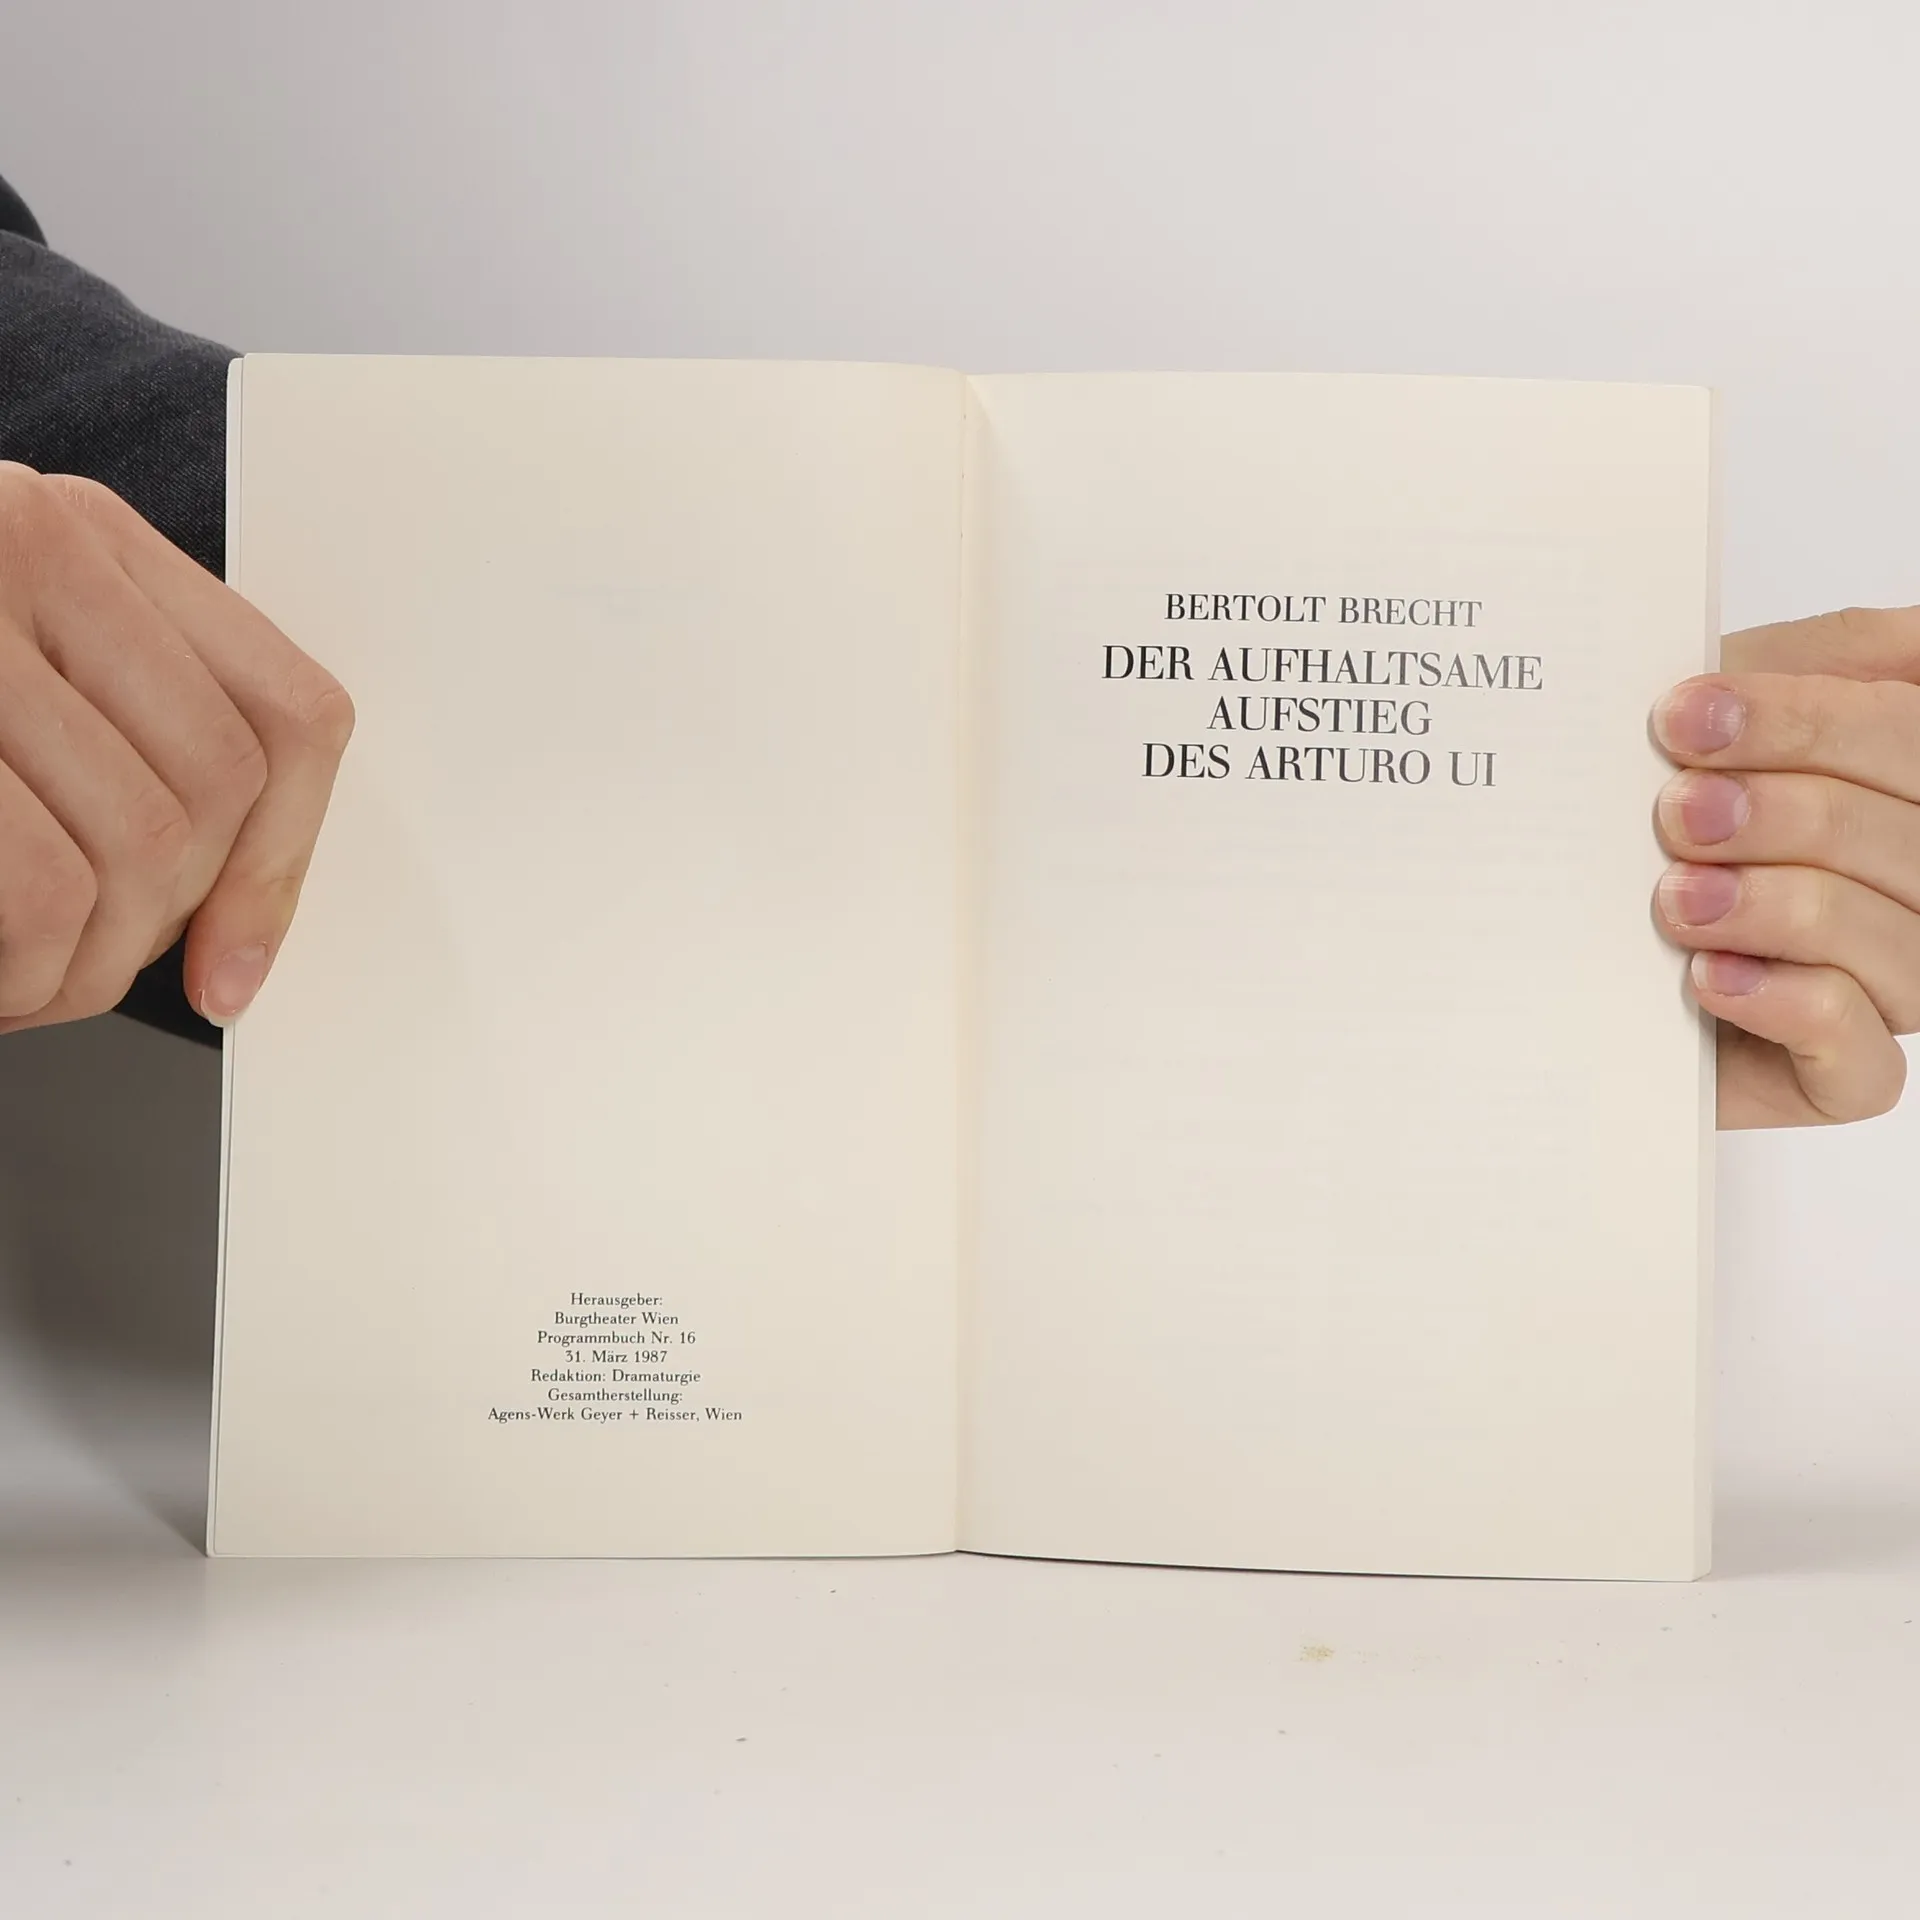 Herausgeber:
Burgtheater Wien
Programmbuch Nr. 16
31. März 1987
Redaktion: Dramaturgie
Gesamtherstellung:
Agens-Werk Geyer + Reisser, Wien
BERTOLT BRECHT
DER AUFHALTSAME
AUFSTIEG
DES ARTURO UI